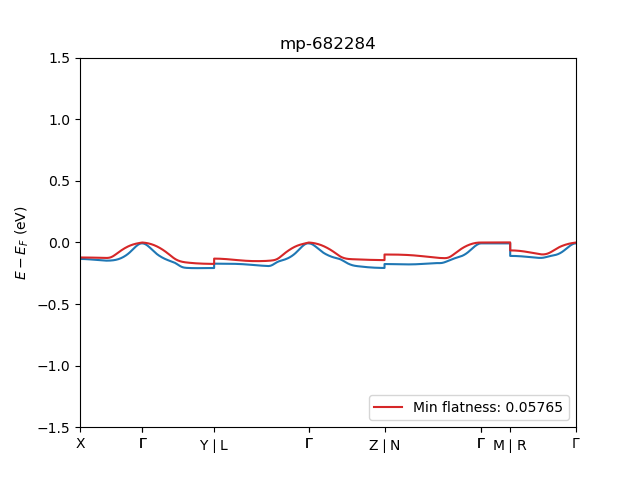 mp-682284
1.5
1.0
0.5
0.0
−0.5
−1.0
−1.5
E − E_F (eV)
Min flatness: 0.05765
X Γ Y | L Γ Z | N Γ M | R Γ